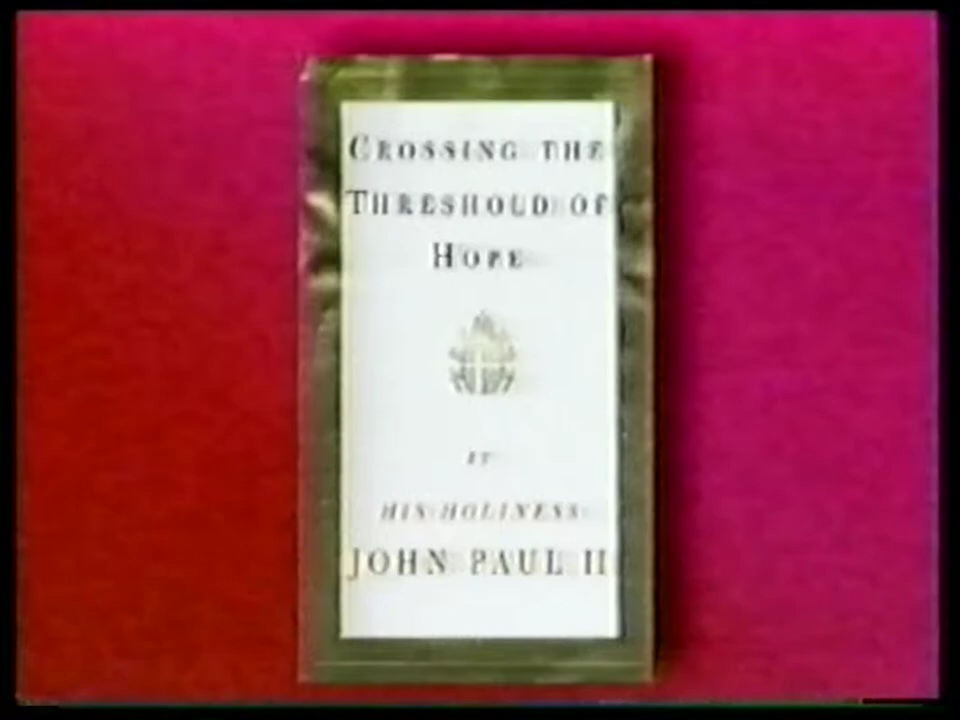 CROSSING THE
THRESHOLD OF
HOPE
BY
HIS HOLINESS
JOHN PAUL II